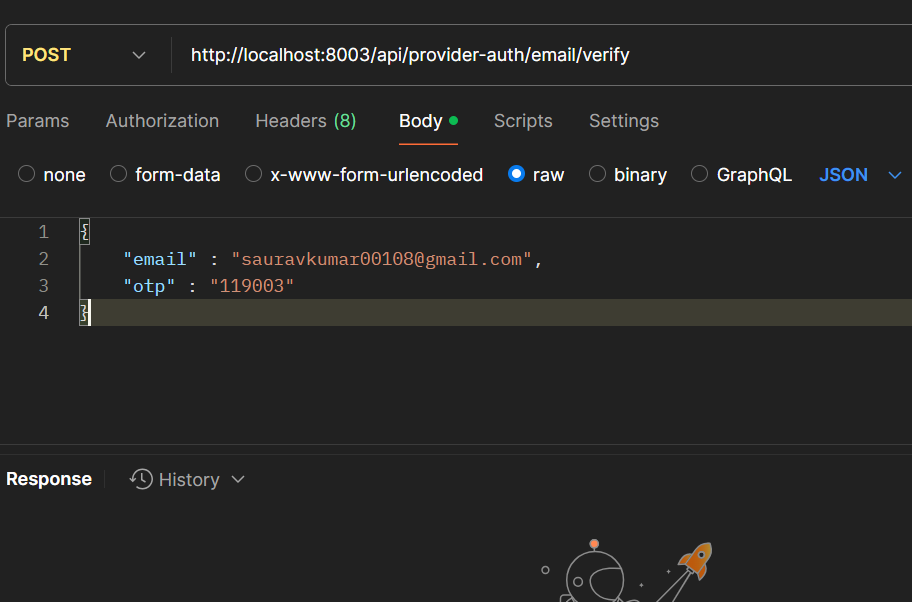 POST http://localhost:8003/api/provider-auth/email/verify
Params Authorization Headers (8) Body Scripts Settings
none form-data x-www-form-urlencoded raw binary GraphQL JSON
1 {
2 "email" : "sauravkumar00108@gmail.com",
3 "otp" : "119003"
4 }
Response History